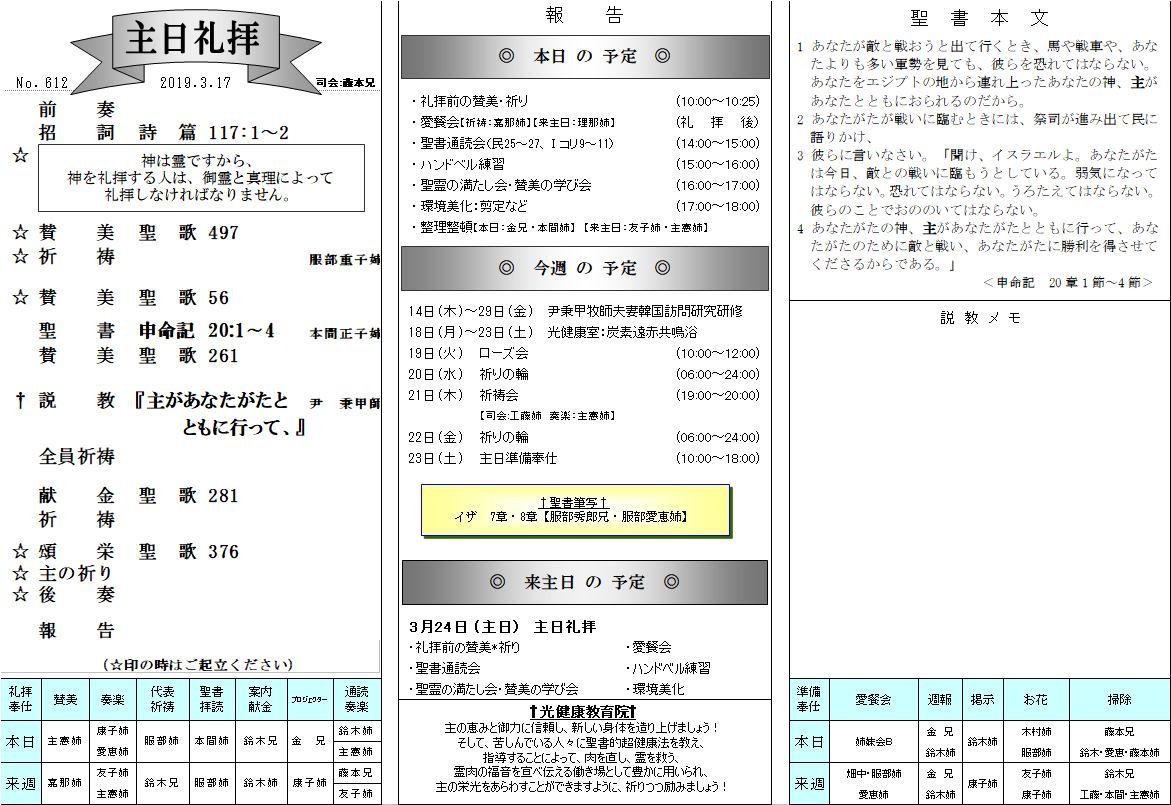 主日礼拝
No. 612 2019.3.17 司会:藤本兄
前 奏
招 詞 詩 篇 117:1～2
☆
神は霊ですから、
神を礼拝する人は、御霊と真理によって
礼拝しなければなりません。
☆ 賛 美 聖 歌 497
☆ 祈 祷 服部重子姉
☆ 賛 美 聖 歌 56
聖 書 申命記 20:1～4 本間正子姉
賛 美 聖 歌 261
† 説 教 『主があなたがたと 尹 乗甲師
ともに行って、』
全員祈祷
献 金 聖 歌 281
祈 祷
☆ 頌 栄 聖 歌 376
☆ 主の祈り
☆ 後 奏
報 告
(☆印の時はご起立ください)
礼拝奉仕 賛美 奏楽 代表祈祷 聖書拝読 案内献金 プロジェクター 通読奏楽
本日 主憲姉 康子姉 愛恵姉 服部姉 本間姉 鈴木兄 金 兄 鈴木姉 主憲姉
来週 嘉那姉 友子姉 主憲姉 鈴木兄 服部姉 鈴木姉 康子姉 藤本兄 友子姉
報 告
◎ 本日 の 予定 ◎
・礼拝前の賛美・祈り (10:00～10:25)
・愛餐会【祈祷:嘉那姉】【来主日:理那姉】 (礼 拝 後)
・聖書通読会(民25～27、Ⅰコリ9～11) (14:00～15:00)
・ハンドベル練習 (15:00～16:00)
・聖霊の満たし会・賛美の学び会 (16:00～17:00)
・環境美化:剪定など (17:00～18:00)
・整理整頓【本日:金兄・本間姉】 【来主日:友子姉・主憲姉】
◎ 今週 の 予定 ◎
14日(木)～29日(金) 尹乗甲牧師夫妻韓国訪問研究研修
18日(月)～23日(土) 光健康室:炭素遠赤共鳴浴
19日(火) ローズ会 (10:00～12:00)
20日(水) 祈りの輪 (06:00～24:00)
21日(木) 祈祷会 (19:00～20:00)
【司会:工藤姉 奏楽:主憲姉】
22日(金) 祈りの輪 (06:00～24:00)
23日(土) 主日準備奉仕 (10:00～18:00)
†聖書筆写†
イザ 7章・8章【服部秀郎兄・服部愛恵姉】
◎ 来主日 の 予定 ◎
3月24日(主日) 主日礼拝
・礼拝前の賛美*祈り ・愛餐会
・聖書通読会 ・ハンドベル練習
・聖霊の満たし会・賛美の学び会 ・環境美化
†光健康教育院†
主の恵みと御力に信頼し、新しい身体を造り上げましょう!
そして、苦しんでいる人々に聖書的超健康法を教え、
指導することによって、肉を直し、霊を救う、
霊肉の福音を宣べ伝える働き場として豊かに用いられ、
主の栄光をあらわすことができますように、祈りつつ励みましょう!
聖 書 本 文
1 あなたが敵と戦おうと出て行くとき、馬や戦車や、あな
たよりも多い軍勢を見ても、彼らを恐れてはならない。
あなたをエジプトの地から連れ上ったあなたの神、主が
あなたとともにおられるのだから。
2 あなたがたが戦いに臨むときには、祭司が進み出て民に
語りかけ、
3 彼らに言いなさい。「聞け、イスラエルよ。あなたがた
は今日、敵との戦いに臨もうとしている。弱気になって
はならない。恐れてはならない。うろたえてはならない。
彼らのことでおののいてはならない。
4 あなたがたの神、主があなたがたとともに行って、あな
たがたのために敵と戦い、あなたがたに勝利を得させて
くださるからである。」
＜申命記 20章1節～4節＞
説 教 メ モ
準備奉仕 愛餐会 週報 掲示 お花 掃除
本日 姉妹会B 金 兄 鈴木姉 鈴木姉 木村姉 服部姉 藤本兄 鈴木・愛恵・藤本姉
来週 畑中・服部姉 愛恵姉 金 兄 鈴木姉 康子姉 友子姉 康子姉 鈴木兄 工藤・本間・主憲姉